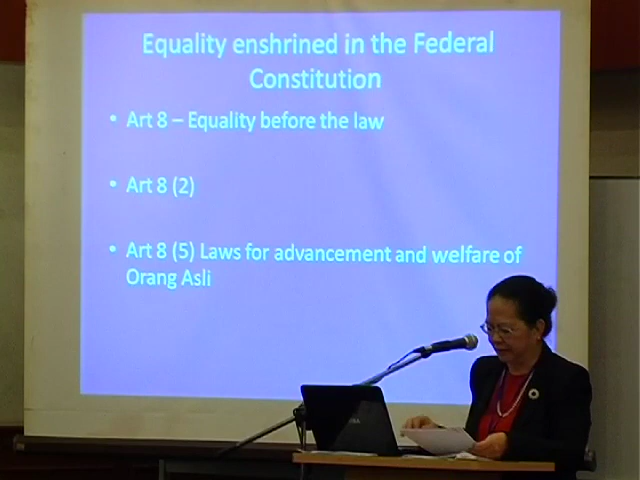 Equality enshrined in the Federal
Constitution
• Art 8 – Equality before the law
• Art 8 (2)
• Art 8 (5) Laws for advancement and welfare of
Orang Asli